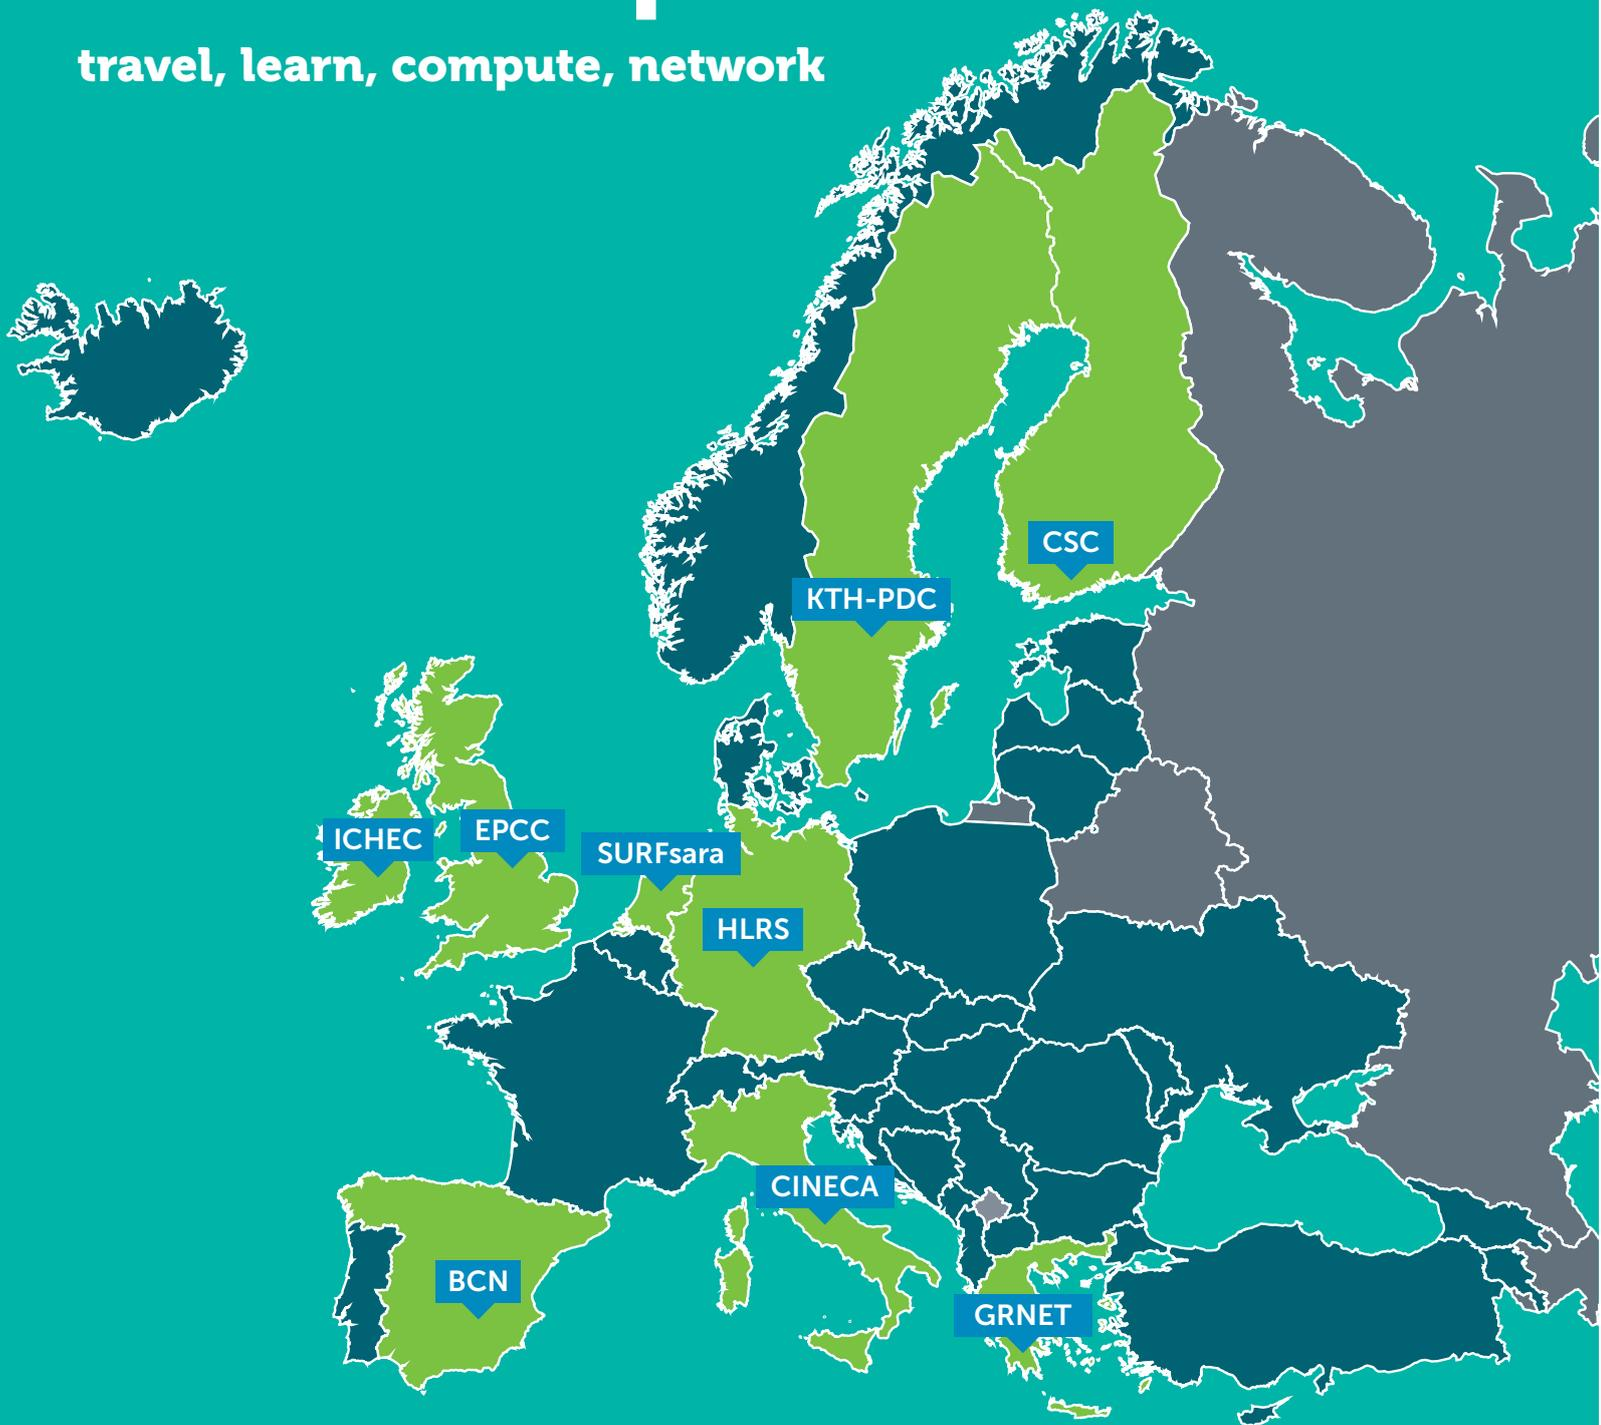 travel, learn, compute, network
CSC
KTH-PDC
ICHEC
EPCC
SURFsara
HLRS
CINECA
BCN
GRNET